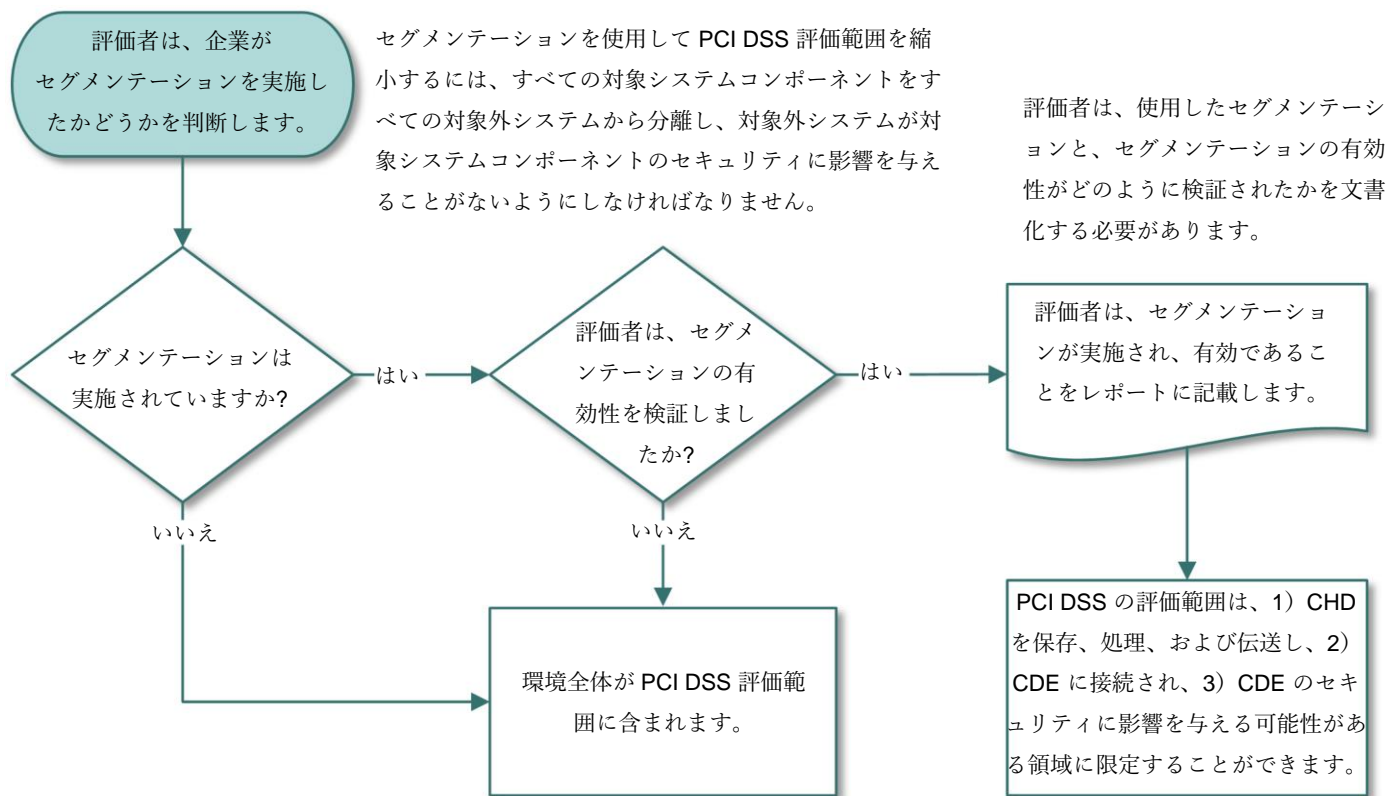 評価者は、企業が
セグメンテーションを実施し
たかどうかを判断します。
セグメンテーションを使用して PCI DSS 評価範囲を縮
小するには、すべての対象システムコンポーネントをす
べての対象外システムから分離し、対象外システムが対
象システムコンポーネントのセキュリティに影響を与え
ることがないようにしなければなりません。
評価者は、使用したセグメンテーシ
ョンと、セグメンテーションの有効
性がどのように検証されたかを文書
化する必要があります。
セグメンテーションは
実施されていますか?
はい
評価者は、セグメ
ンテーションの有
効性を検証しまし
たか?
はい
評価者は、セグメンテーショ
ンが実施され、有効であるこ
とをレポートに記載します。
いいえ
いいえ
環境全体が PCI DSS 評価範
囲に含まれます。
PCI DSS の評価範囲は、1）CHD
を保存、処理、および伝送し、2）
CDE に接続され、3）CDE のセキ
ュリティに影響を与える可能性があ
る領域に限定することができます。